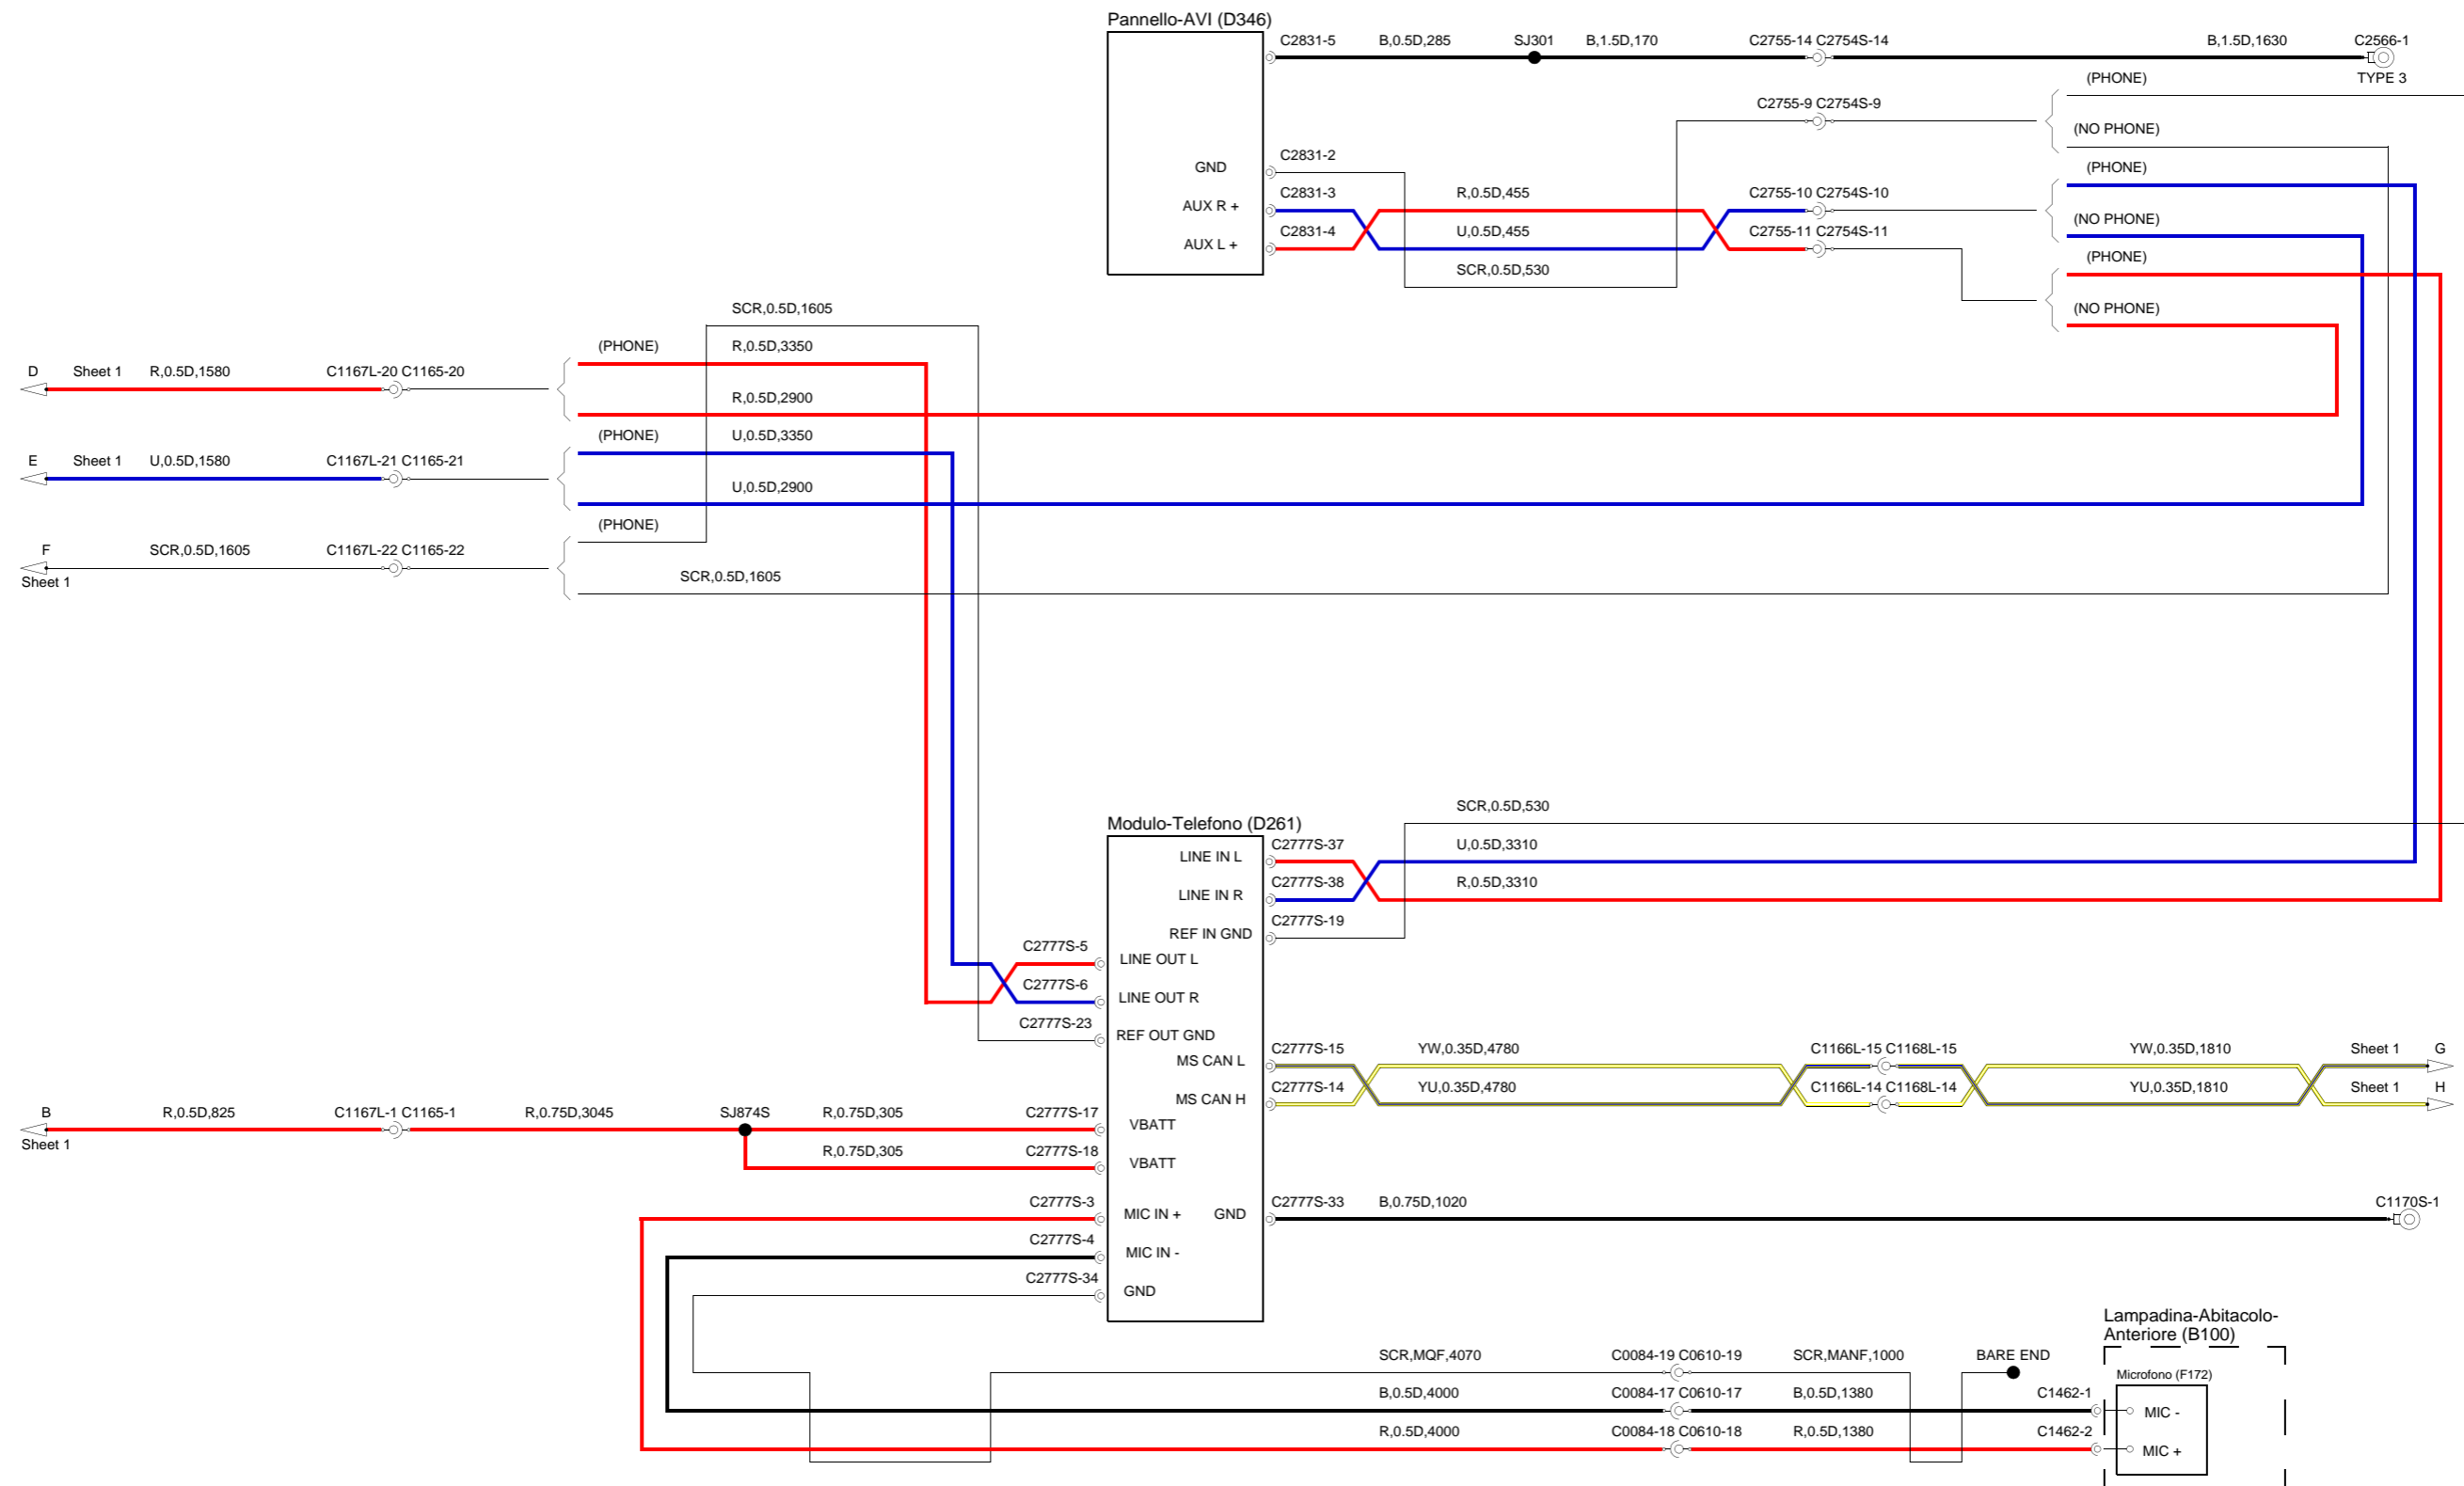 Pannello-AVI (D346)
C2831-5 B,0.5D,285 SJ301 B,1.5D,170 C2755-14 C2754S-14 B,1.5D,1630 C2566-1
TYPE 3
(PHONE)
C2755-9 C2754S-9
(NO PHONE)
C2831-2
GND
(PHONE)
C2831-3 R,0.5D,455 C2755-10 C2754S-10
AUX R +
(NO PHONE)
C2831-4 U,0.5D,455 C2755-11 C2754S-11
AUX L +
(PHONE)
SCR,0.5D,530
(NO PHONE)
SCR,0.5D,1605
(PHONE) R,0.5D,3350
D Sheet 1 R,0.5D,1580 C1167L-20 C1165-20
R,0.5D,2900
(PHONE) U,0.5D,3350
E Sheet 1 U,0.5D,1580 C1167L-21 C1165-21
U,0.5D,2900
(PHONE)
F SCR,0.5D,1605 C1167L-22 C1165-22
Sheet 1
SCR,0.5D,1605
SCR,0.5D,530
Modulo-Telefono (D261)
C2777S-37 U,0.5D,3310
LINE IN L
C2777S-38 R,0.5D,3310
LINE IN R
C2777S-19
REF IN GND
C2777S-5
LINE OUT L
C2777S-6
LINE OUT R
C2777S-23
REF OUT GND
C2777S-15 YW,0.35D,4780 C1166L-15 C1168L-15 YW,0.35D,1810 Sheet 1 G
MS CAN L
C2777S-14 YU,0.35D,4780 C1166L-14 C1168L-14 YU,0.35D,1810 Sheet 1 H
MS CAN H
B R,0.5D,825 C1167L-1 C1165-1 R,0.75D,3045 SJ874S R,0.75D,305 C2777S-17
Sheet 1
VBATT
R,0.75D,305 C2777S-18
VBATT
C2777S-3
MIC IN + GND
C2777S-33 B,0.75D,1020 C1170S-1
C2777S-4
MIC IN -
C2777S-34
GND
Lampadina-Abitacolo-
Anteriore (B100)
SCR,MQF,4070 C0084-19 C0610-19 SCR,MANF,1000 BARE END
Microfono (F172)
B,0.5D,4000 C0084-17 C0610-17 B,0.5D,1380 C1462-1
MIC -
R,0.5D,4000 C0084-18 C0610-18 R,0.5D,1380 C1462-2
MIC +